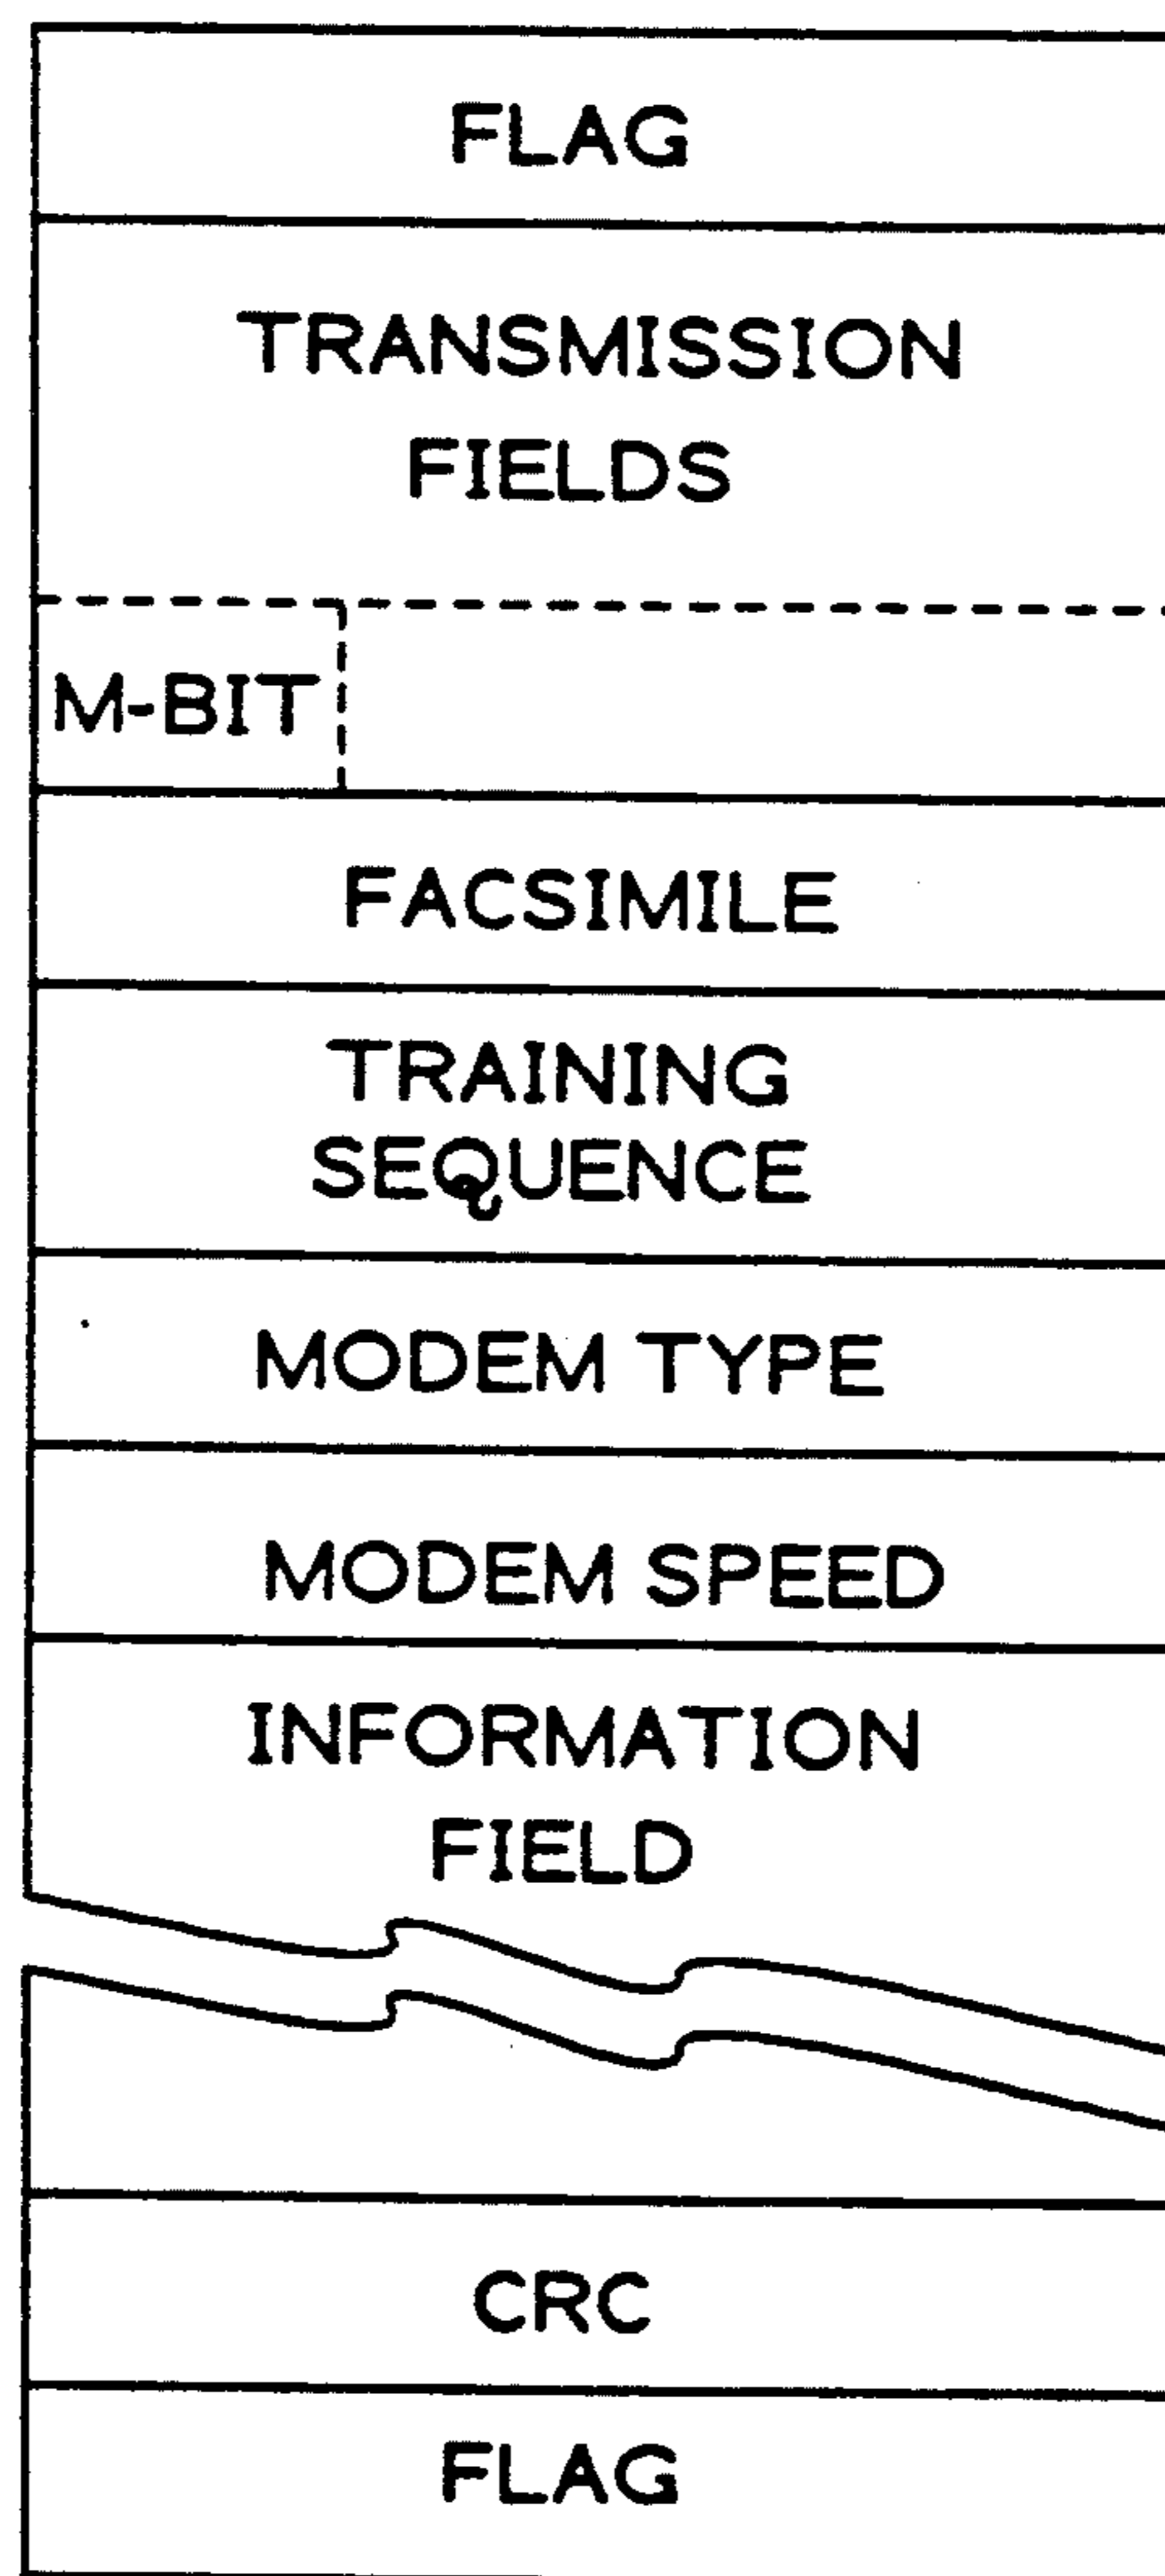 FLAG
TRANSMISSION
FIELDS
M-BIT
FACSIMILE
TRAINING
SEQUENCE
MODEM TYPE
MODEM SPEED
INFORMATION
FIELD
CRC
FLAG